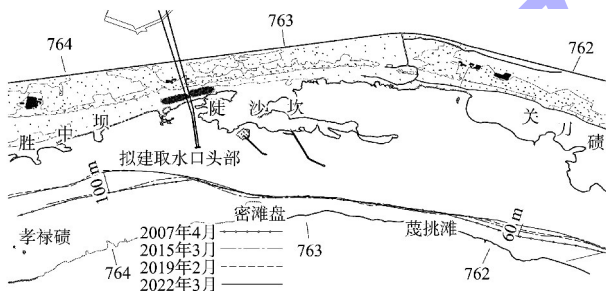 764
763
762
陡沙坎
关刀碛
胜中坝
拟建取水口头部
100 m
60 m
孝禄碛
密滩盘
蔑挑滩
2007年4月
2015年3月
2019年2月
2022年3月
764
763
762